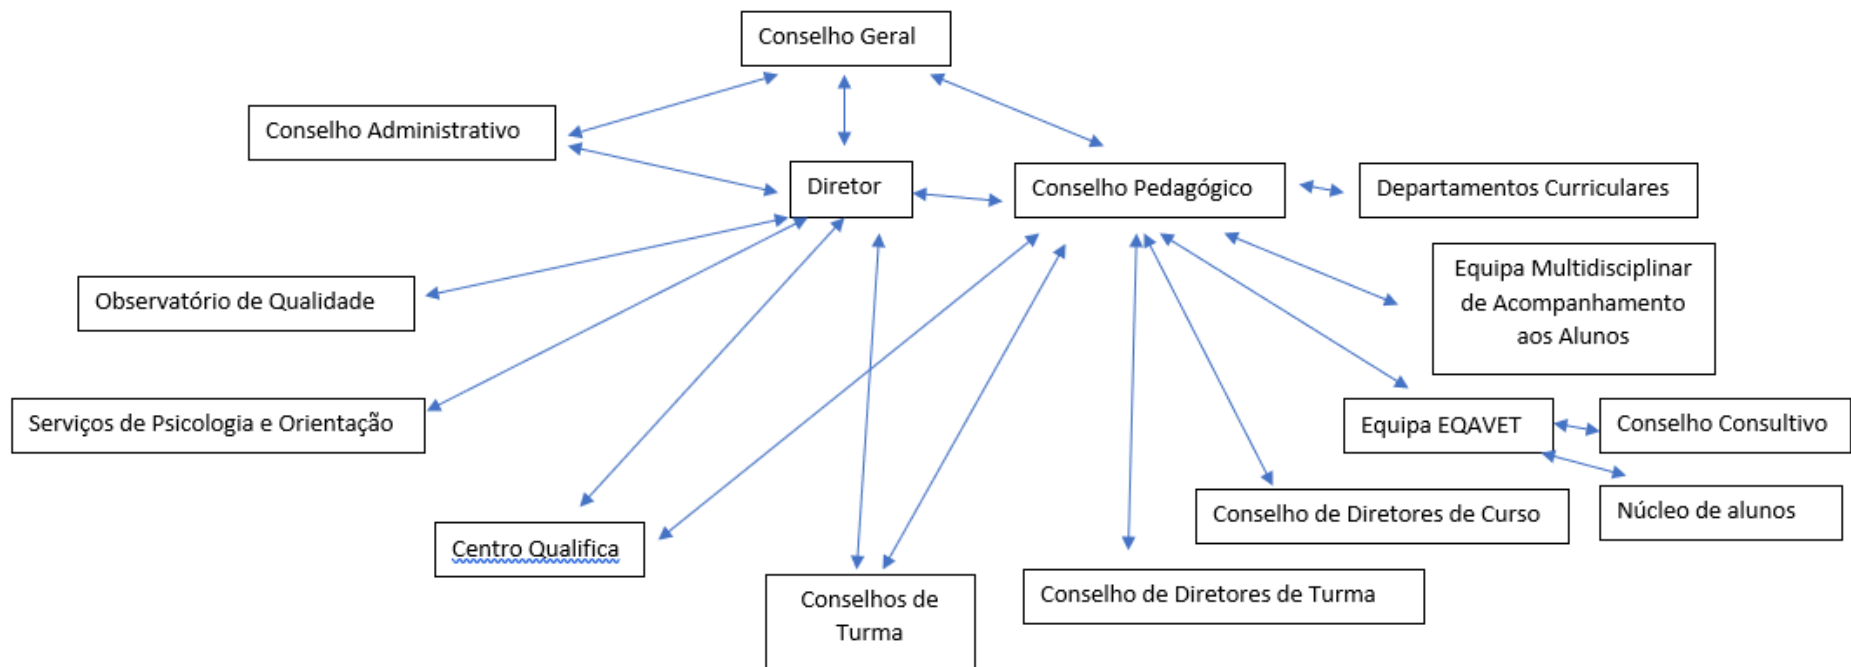 Conselho Geral
Conselho Administrativo
Diretor
Conselho Pedagógico
Departamentos Curriculares
Equipa Multidisciplinar
de Acompanhamento
aos Alunos
Observatório de Qualidade
Serviços de Psicologia e Orientação
Equipa EQAVET
Conselho Consultivo
Conselho de Diretores de Curso
Núcleo de alunos
Centro Qualifica
Conselhos de
Turma
Conselho de Diretores de Turma